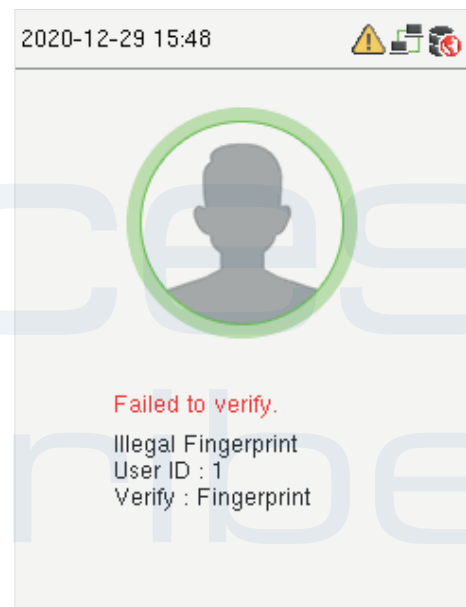 2020-12-29 15:48
Failed to verify.
Illegal Fingerprint
User ID : 1
Verify : Fingerprint